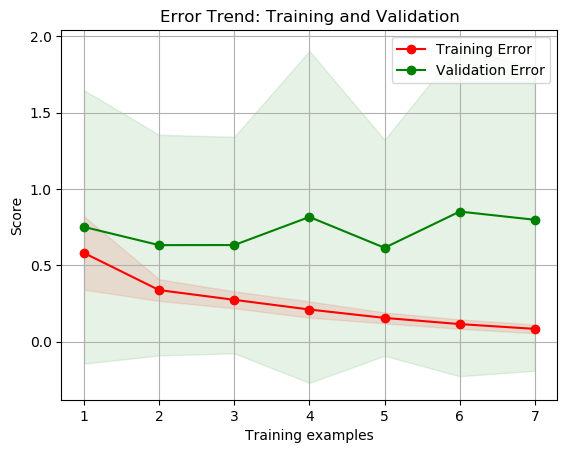 Error Trend: Training and Validation
2.0
1.5
1.0
0.5
0.0
Score
Training Error
Validation Error
1 2 3 4 5 6 7
Training examples